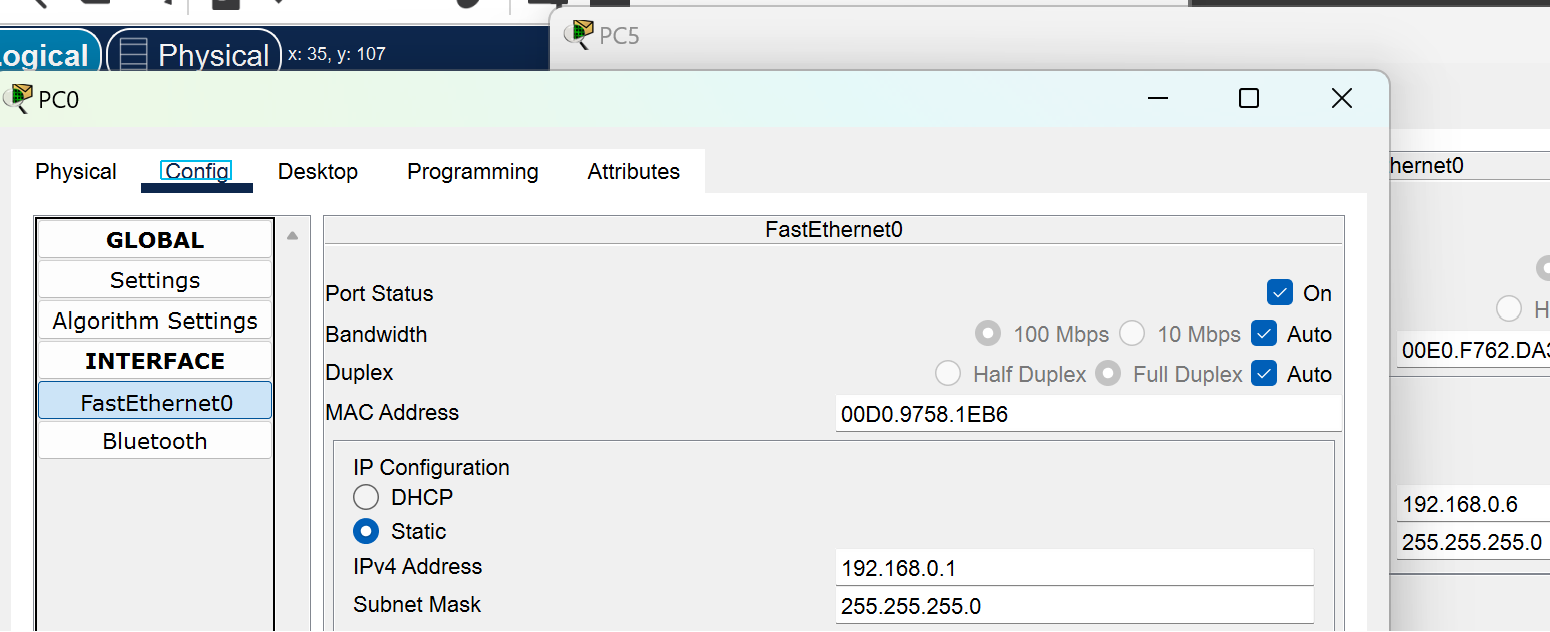 Logical Physical x: 35, y: 107
PC5
PC0
Physical Config Desktop Programming Attributes
GLOBAL
Settings
Algorithm Settings
INTERFACE
FastEthernet0
Bluetooth
FastEthernet0
Port Status On
Bandwidth 100 Mbps 10 Mbps Auto
Duplex Half Duplex Full Duplex Auto
MAC Address 00D0.9758.1EB6
IP Configuration
DHCP
Static
IPv4 Address 192.168.0.1
Subnet Mask 255.255.255.0
hernet0
H
00E0.F762.DA3
192.168.0.6
255.255.255.0